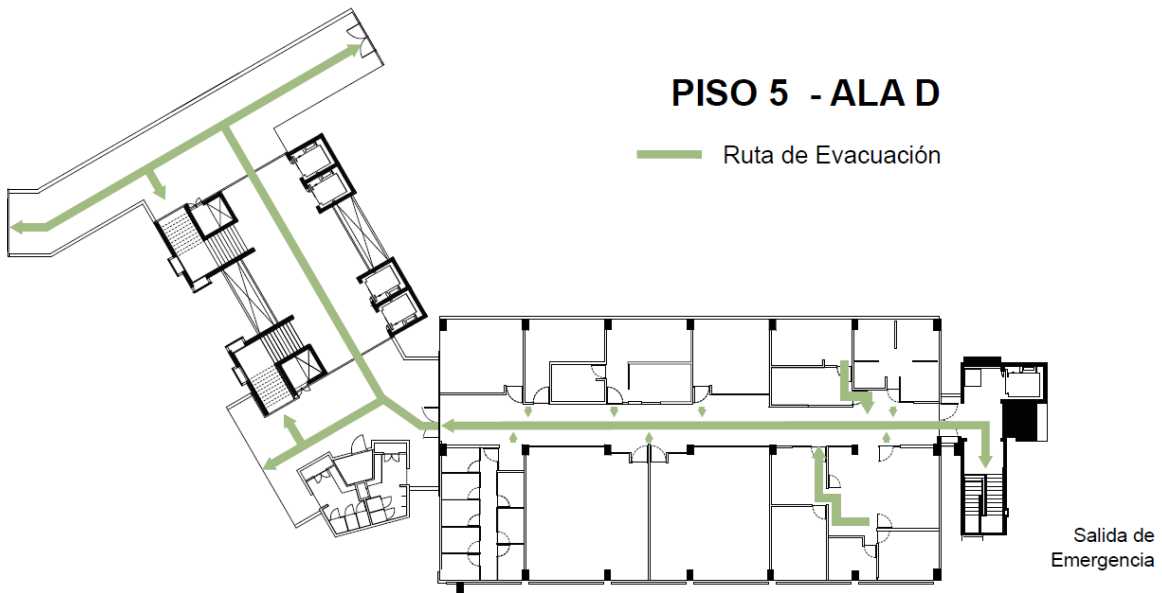 PISO 5 - ALA D
Ruta de Evacuación
Salida de
Emergencia